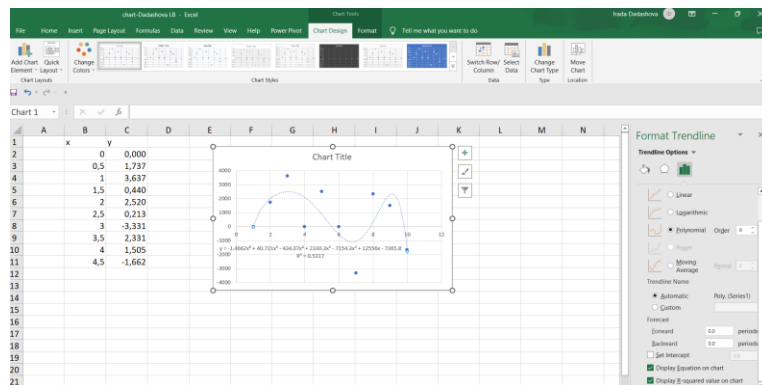 chart-Dadashova LB - Excel
Chart Tools
Irada Dadashova
File Home Insert Page Layout Formulas Data Review View Help Power Pivot Chart Design Format Tell me what you want to do
Add Chart Element
Quick Layout
Change Colors
Switch Row/ Column
Select Data
Change Chart Type
Move Chart
Chart Layouts
Chart Styles
Data
Type
Location
Chart 1
fx
A B C D E F G H I J K L M N
1 x y
2 0 0,000
3 0,5 1,737
4 1 3,637
5 1,5 0,440
6 2 2,520
7 2,5 0,213
8 3 -3,331
9 3,5 2,331
10 4 1,505
11 4,5 -1,662
12
13
14
15
16
17
18
19
20
21
Chart Title
4000
3000
2000
1000
0
-1000
-2000
-3000
-4000
0 2 4 6 8 10 12
R² = 0.5317
Format Trendline
Trendline Options
Linear
Logarithmic
Polynomial Order 6
Power
Moving Average Period 2
Trendline Name
Automatic Poly. (Series1)
Custom
Forecast
Forward 0.0 periods
Backward 0.0 periods
Set Intercept 0.0
Display Equation on chart
Display R-squared value on chart